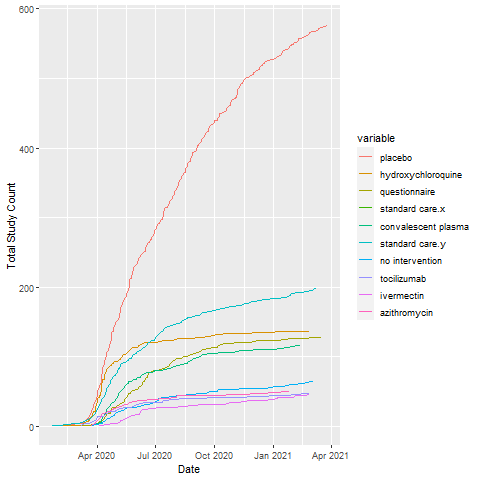 600
400
200
0
Total Study Count
Apr 2020 Jul 2020 Oct 2020 Jan 2021 Apr 2021
Date
variable
placebo
hydroxychloroquine
questionnaire
standard care.x
convalescent plasma
standard care.y
no intervention
tocilizumab
ivermectin
azithromycin